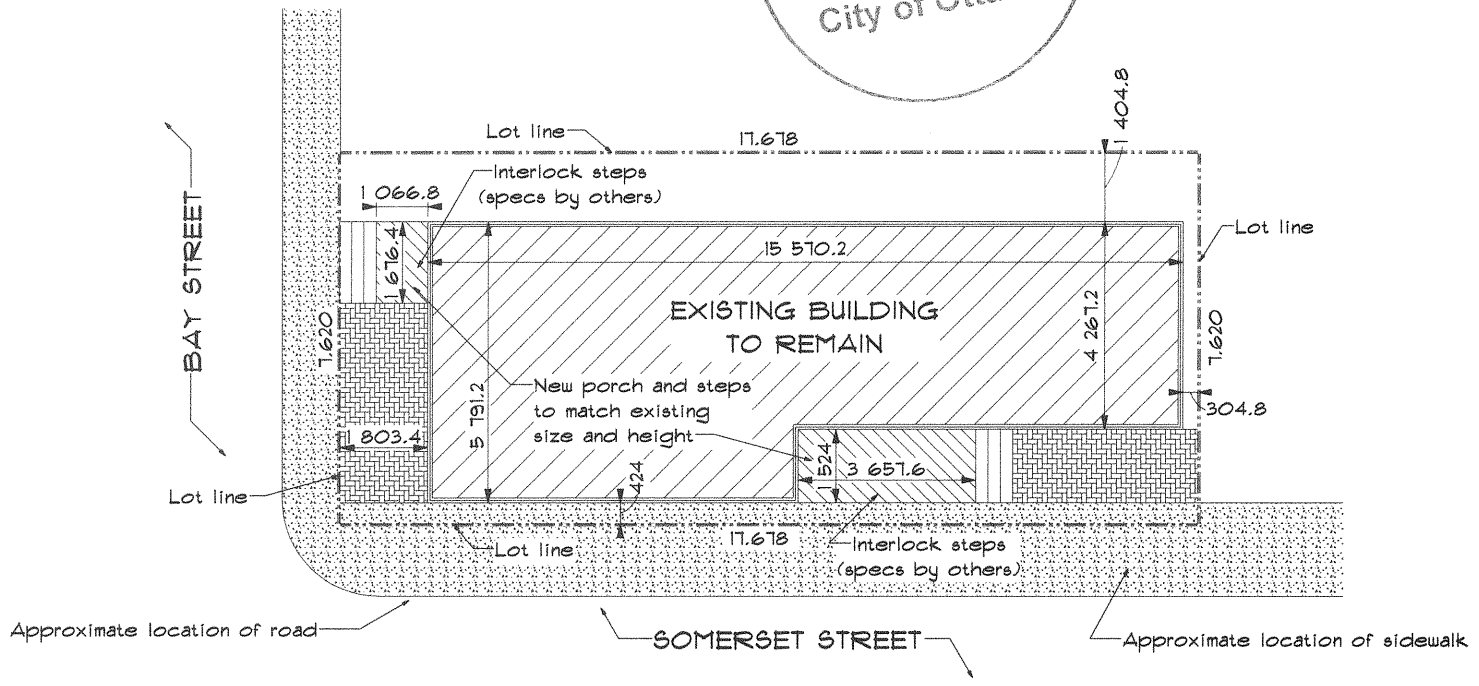 City of
1 404.8
Lot line
17.678
Interlock steps
(specs by others)
1 066.8
Lot line
BAY STREET
1 676.4
15 570.2
EXISTING BUILDING
TO REMAIN
4 267.2
7.620
7.620
New porch and steps
to match existing
size and height
5 791.2
304.8
1 803.4
1 524
3 657.6
424
Lot line
Lot line
17.678
Interlock steps
(specs by others)
Approximate location of road
SOMERSET STREET
Approximate location of sidewalk